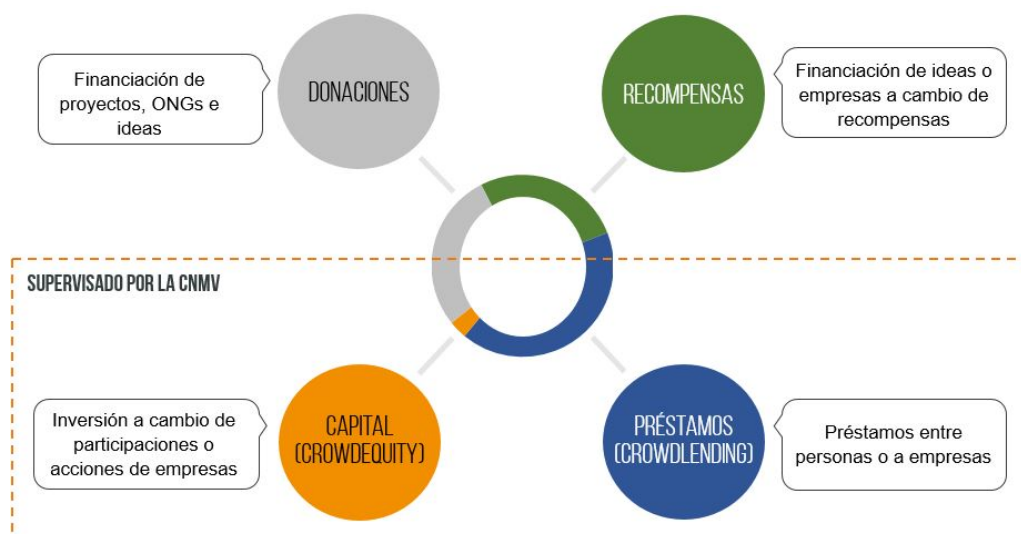 Financiación de
proyectos, ONGs e
ideas
DONACIONES
RECOMPENSAS
Financiación de ideas o
empresas a cambio de
recompensas
SUPERVISADO POR LA CNMV
Inversión a cambio de
participaciones o
acciones de empresas
CAPITAL
(CROWDEQUITY)
PRÉSTAMOS
(CROWDLENDING)
Préstamos entre
personas o a empresas